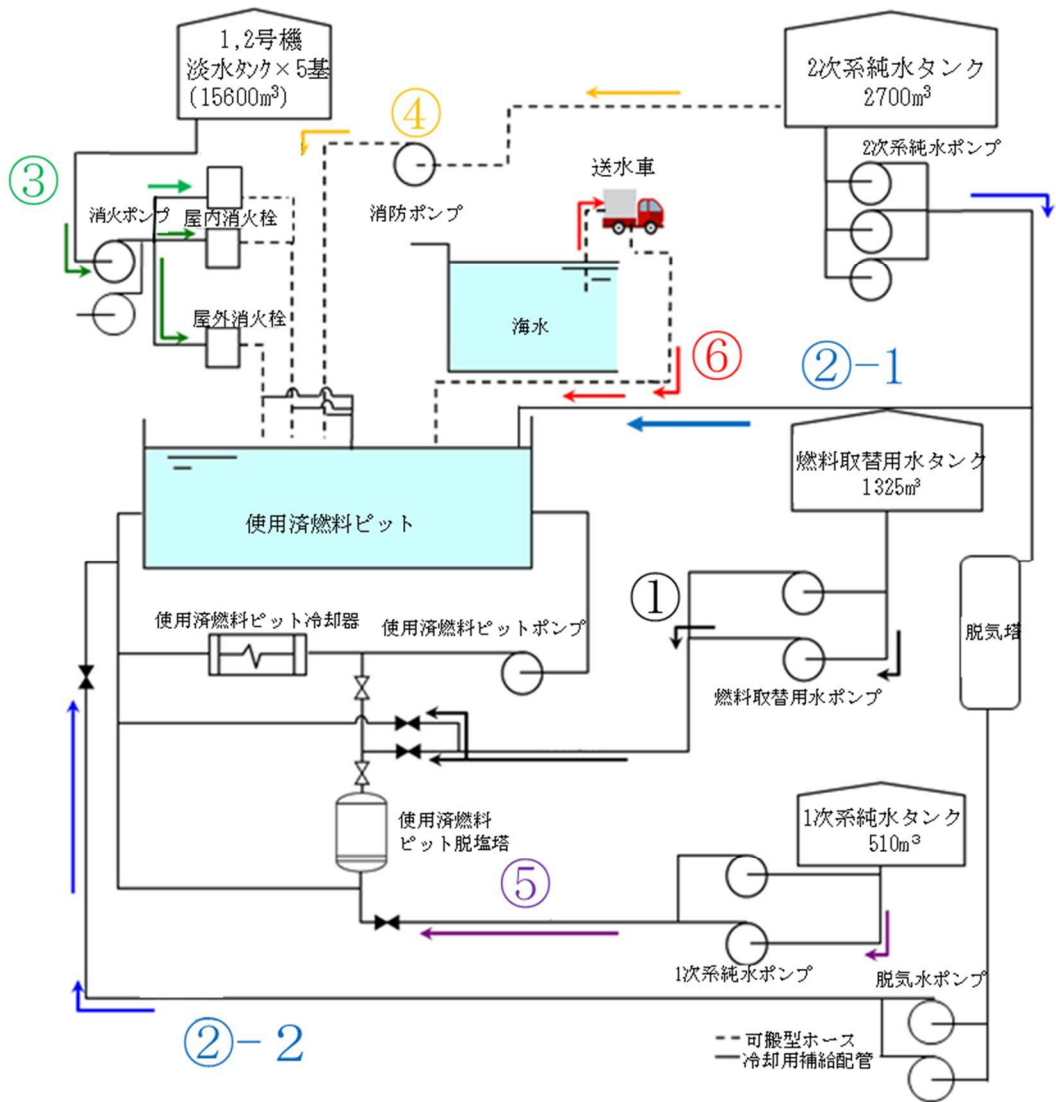 1,2号機
淡水タンク×5基
(15600m³)
2次系純水タンク
2700m³
④
2次系純水ポンプ
③
送水車
消火ポンプ
屋内消火栓
消防ポンプ
屋外消火栓
海水
⑥
②-1
燃料取替用水タンク
1325m³
使用済燃料ピット
①
脱気塔
使用済燃料ピット冷却器
使用済燃料ピットポンプ
燃料取替用水ポンプ
使用済燃料
ピット脱塩塔
1次系純水タンク
510m³
⑤
1次系純水ポンプ
脱気水ポンプ
②-2
可搬型ホース
冷却用補給配管